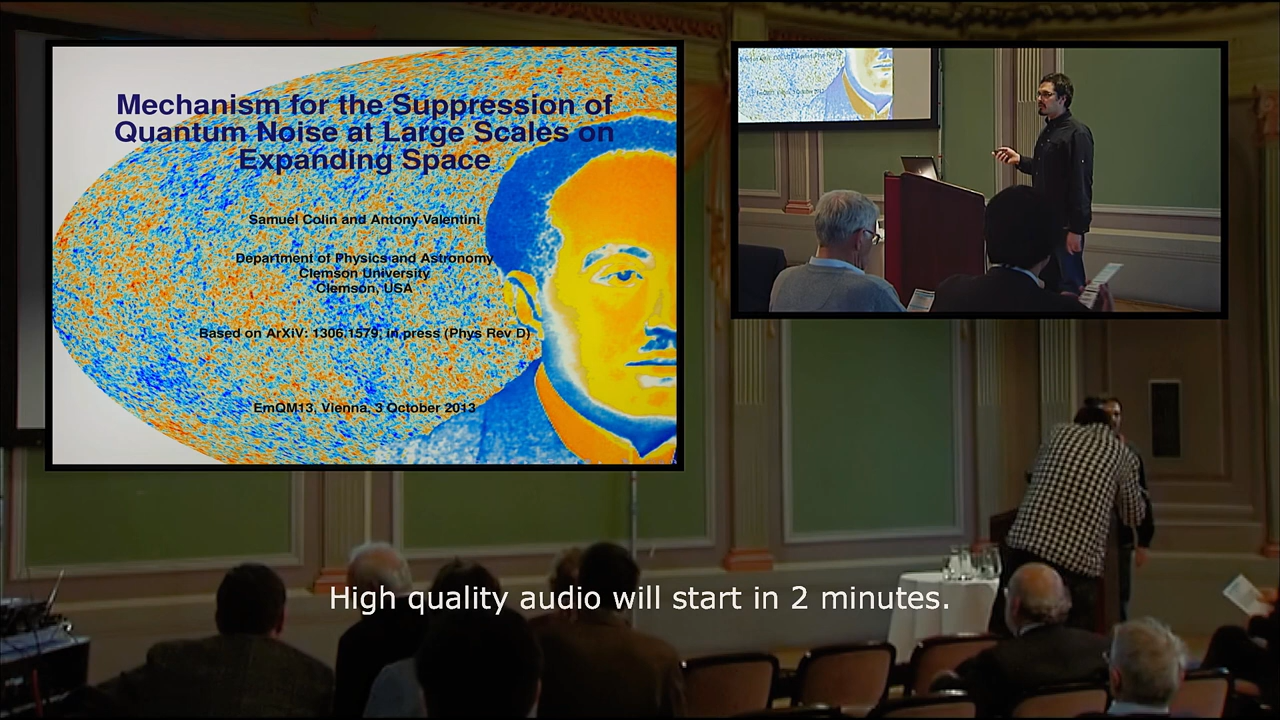 Mechanism for the Suppression of
Quantum Noise at Large Scales on
Expanding Space
Samuel Colin and Antony Valentini
Department of Physics and Astronomy
Clemson University
Clemson, USA
Based on ArXiV: 1306.1579, in press (Phys Rev D)
EmQM13, Vienna, 3 October 2013
High quality audio will start in 2 minutes.